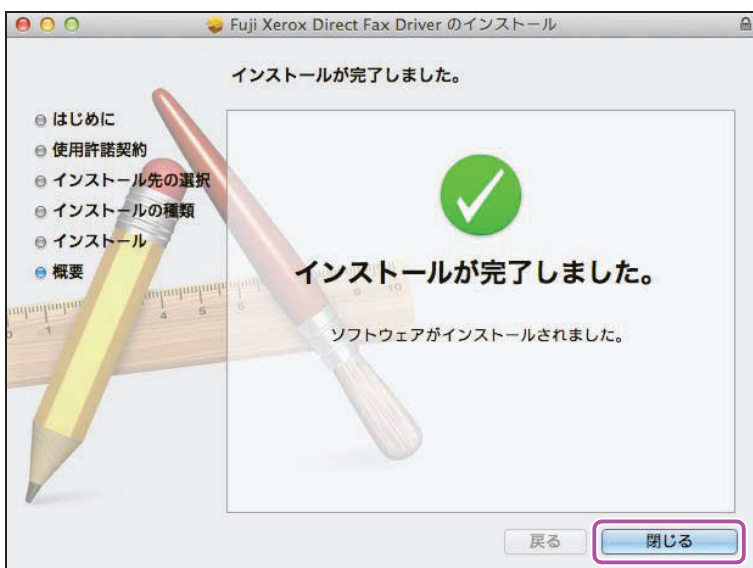 Fuji Xerox Direct Fax Driver のインストール
インストールが完了しました。
はじめに
使用許諾契約
インストール先の選択
インストールの種類
インストール
概要
インストールが完了しました。
ソフトウェアがインストールされました。
戻る
閉じる